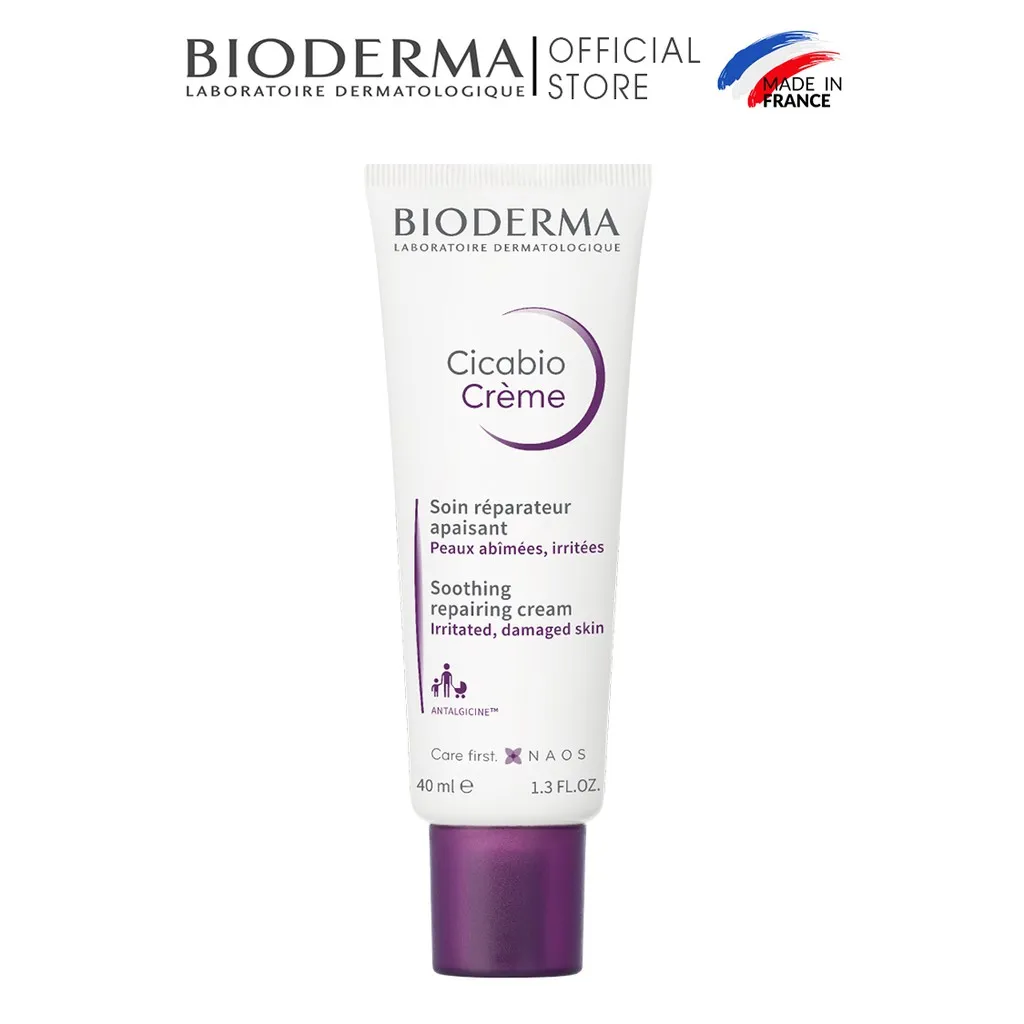 BIODERMA
LABORATOIRE DERMATOLOGIQUE
OFFICIAL
STORE
MADE IN
FRANCE
BIODERMA
LABORATOIRE DERMATOLOGIQUE
Cicabio
Crème
Soin réparateur
apaisant
Peaux abîmées, irritées
Soothing
repairing cream
Irritated, damaged skin
ANTALGICINE™
Care first. NAOS
40 ml ℮ 1.3 FL.OZ.